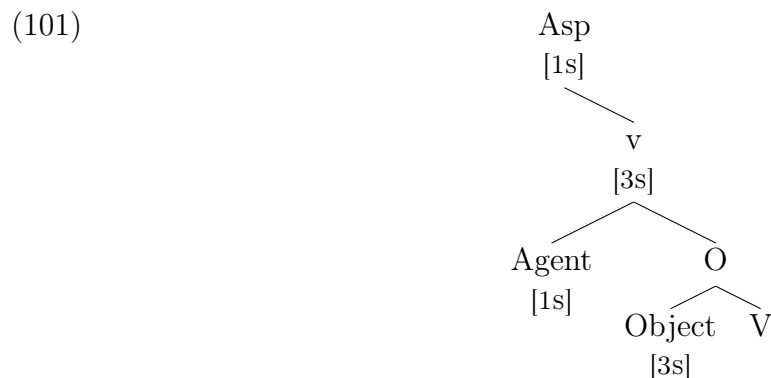 (101) Asp
[1s]
v
[3s]
Agent O
[1s]
Object V
[3s]